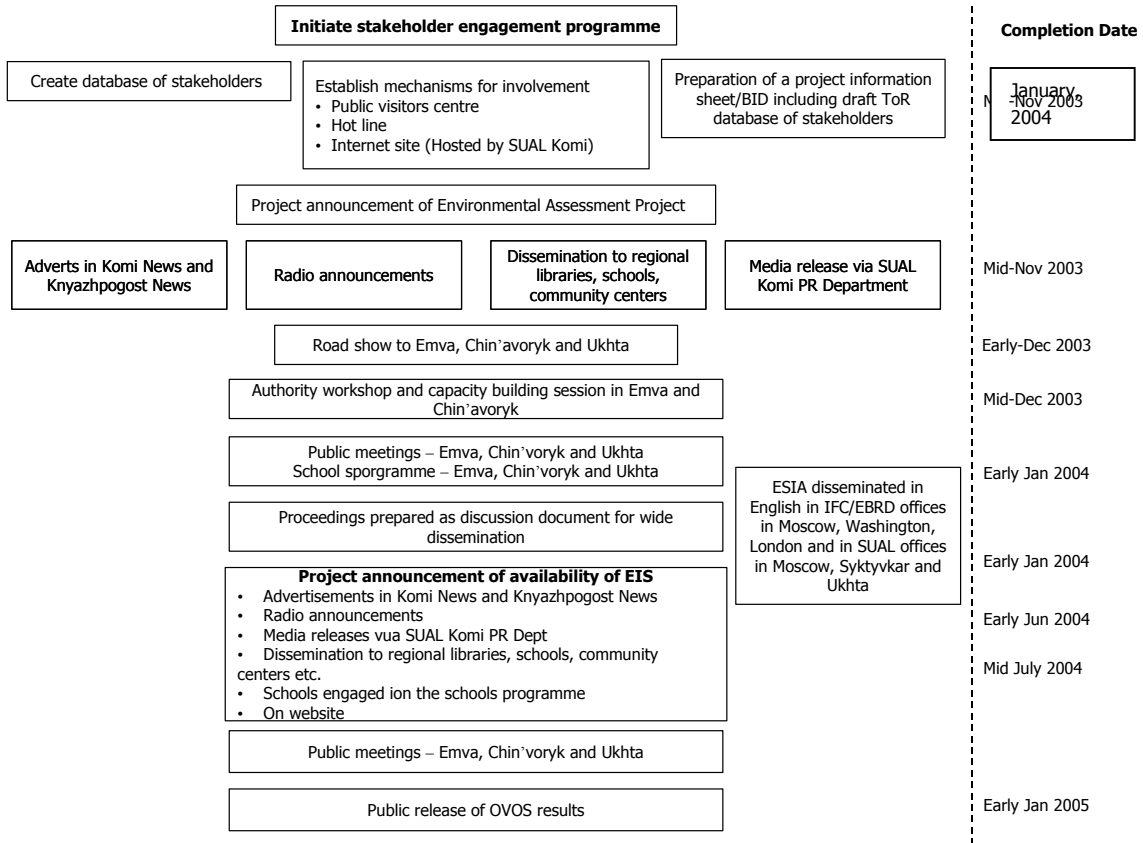 Initiate stakeholder engagement programme
Completion Date
Create database of stakeholders
Establish mechanisms for involvement
• Public visitors centre
• Hot line
• Internet site (Hosted by SUAL Komi)
Preparation of a project information
sheet/BID including draft ToR
database of stakeholders
January,
2004
-Nov 2003
Project announcement of Environmental Assessment Project
Adverts in Komi News and
Knyazhpogost News
Radio announcements
Dissemination to regional
libraries, schools,
community centers
Media release via SUAL
Komi PR Department
Mid-Nov 2003
Road show to Emva, Chin’avoryk and Ukhta
Early-Dec 2003
Authority workshop and capacity building session in Emva and
Chin’avoryk
Mid-Dec 2003
Public meetings – Emva, Chin’voryk and Ukhta
School sporgramme – Emva, Chin’voryk and Ukhta
Early Jan 2004
ESIA disseminated in
English in IFC/EBRD offices
in Moscow, Washington,
London and in SUAL offices
in Moscow, Syktyvkar and
Ukhta
Proceedings prepared as discussion document for wide
dissemination
Early Jan 2004
Project announcement of availability of EIS
• Advertisements in Komi News and Knyazhpogost News
• Radio announcements
• Media releases vua SUAL Komi PR Dept
• Dissemination to regional libraries, schools, community
centers etc.
• Schools engaged ion the schools programme
• On website
Early Jun 2004
Mid July 2004
Public meetings – Emva, Chin’voryk and Ukhta
Public release of OVOS results
Early Jan 2005